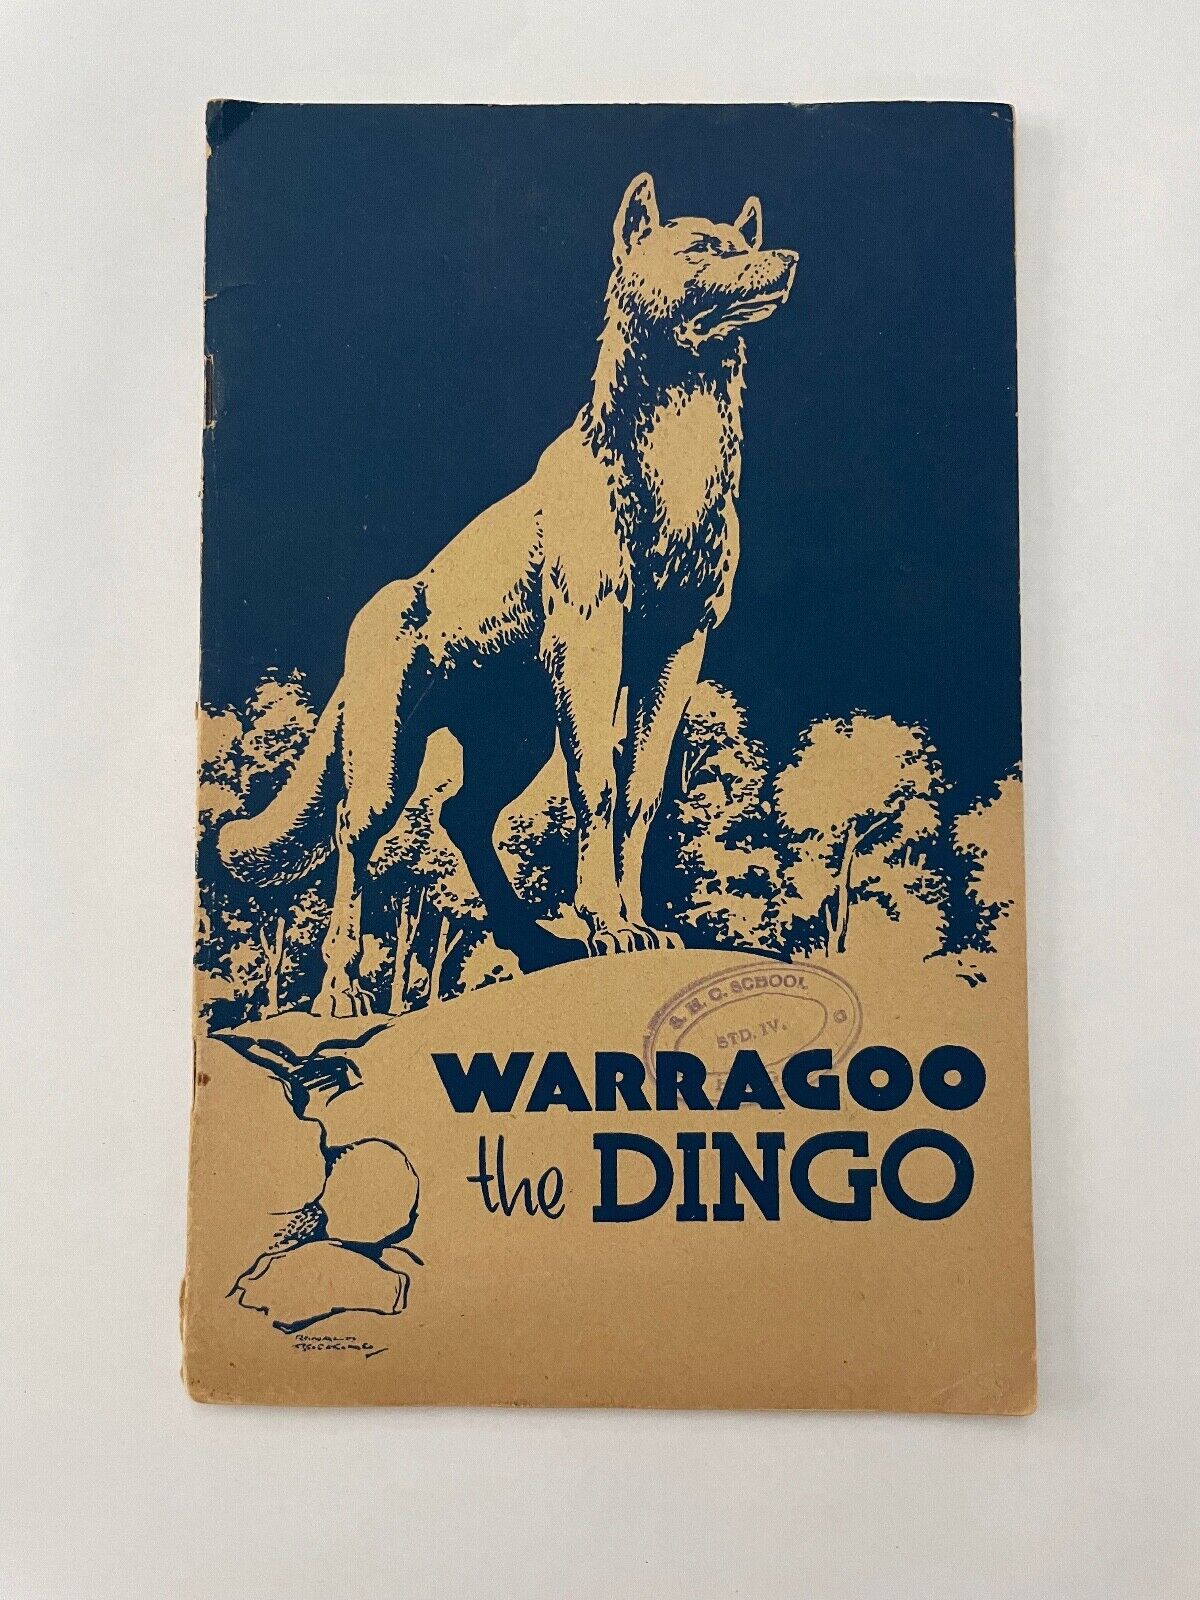 S. H. C. SCHOOL
STD. IV.
WARRAGOO
the DINGO